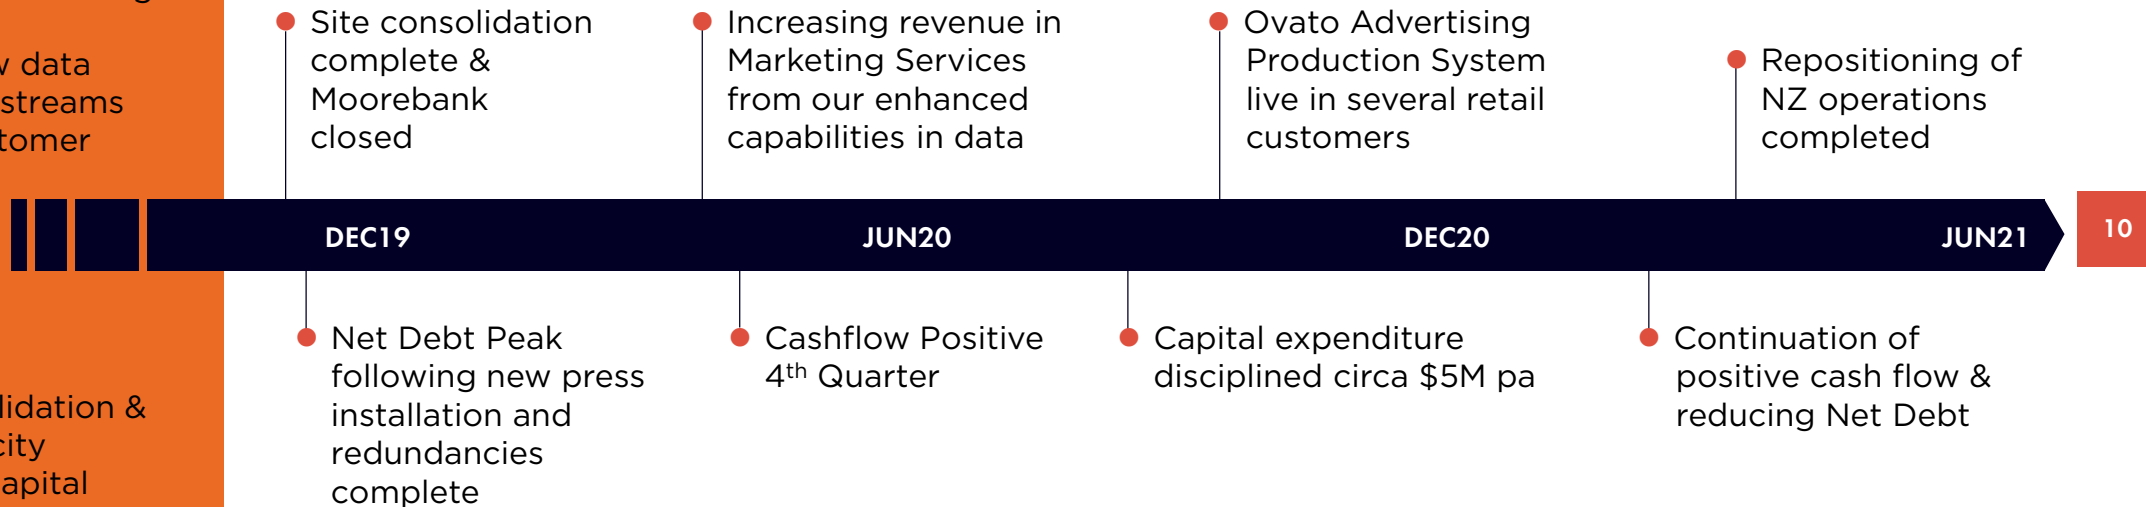 data
streams
Site consolidation
complete &
Moorebank
closed
Increasing revenue in
Marketing Services
from our enhanced
capabilities in data
Ovato Advertising
Production System
live in several retail
customers
Repositioning of
NZ operations
completed
DEC19
JUN20
DEC20
JUN21
10
&
Net Debt Peak
following new press
installation and
redundancies
complete
Cashflow Positive
4th Quarter
Capital expenditure
disciplined circa $5M pa
Continuation of
positive cash flow &
reducing Net Debt